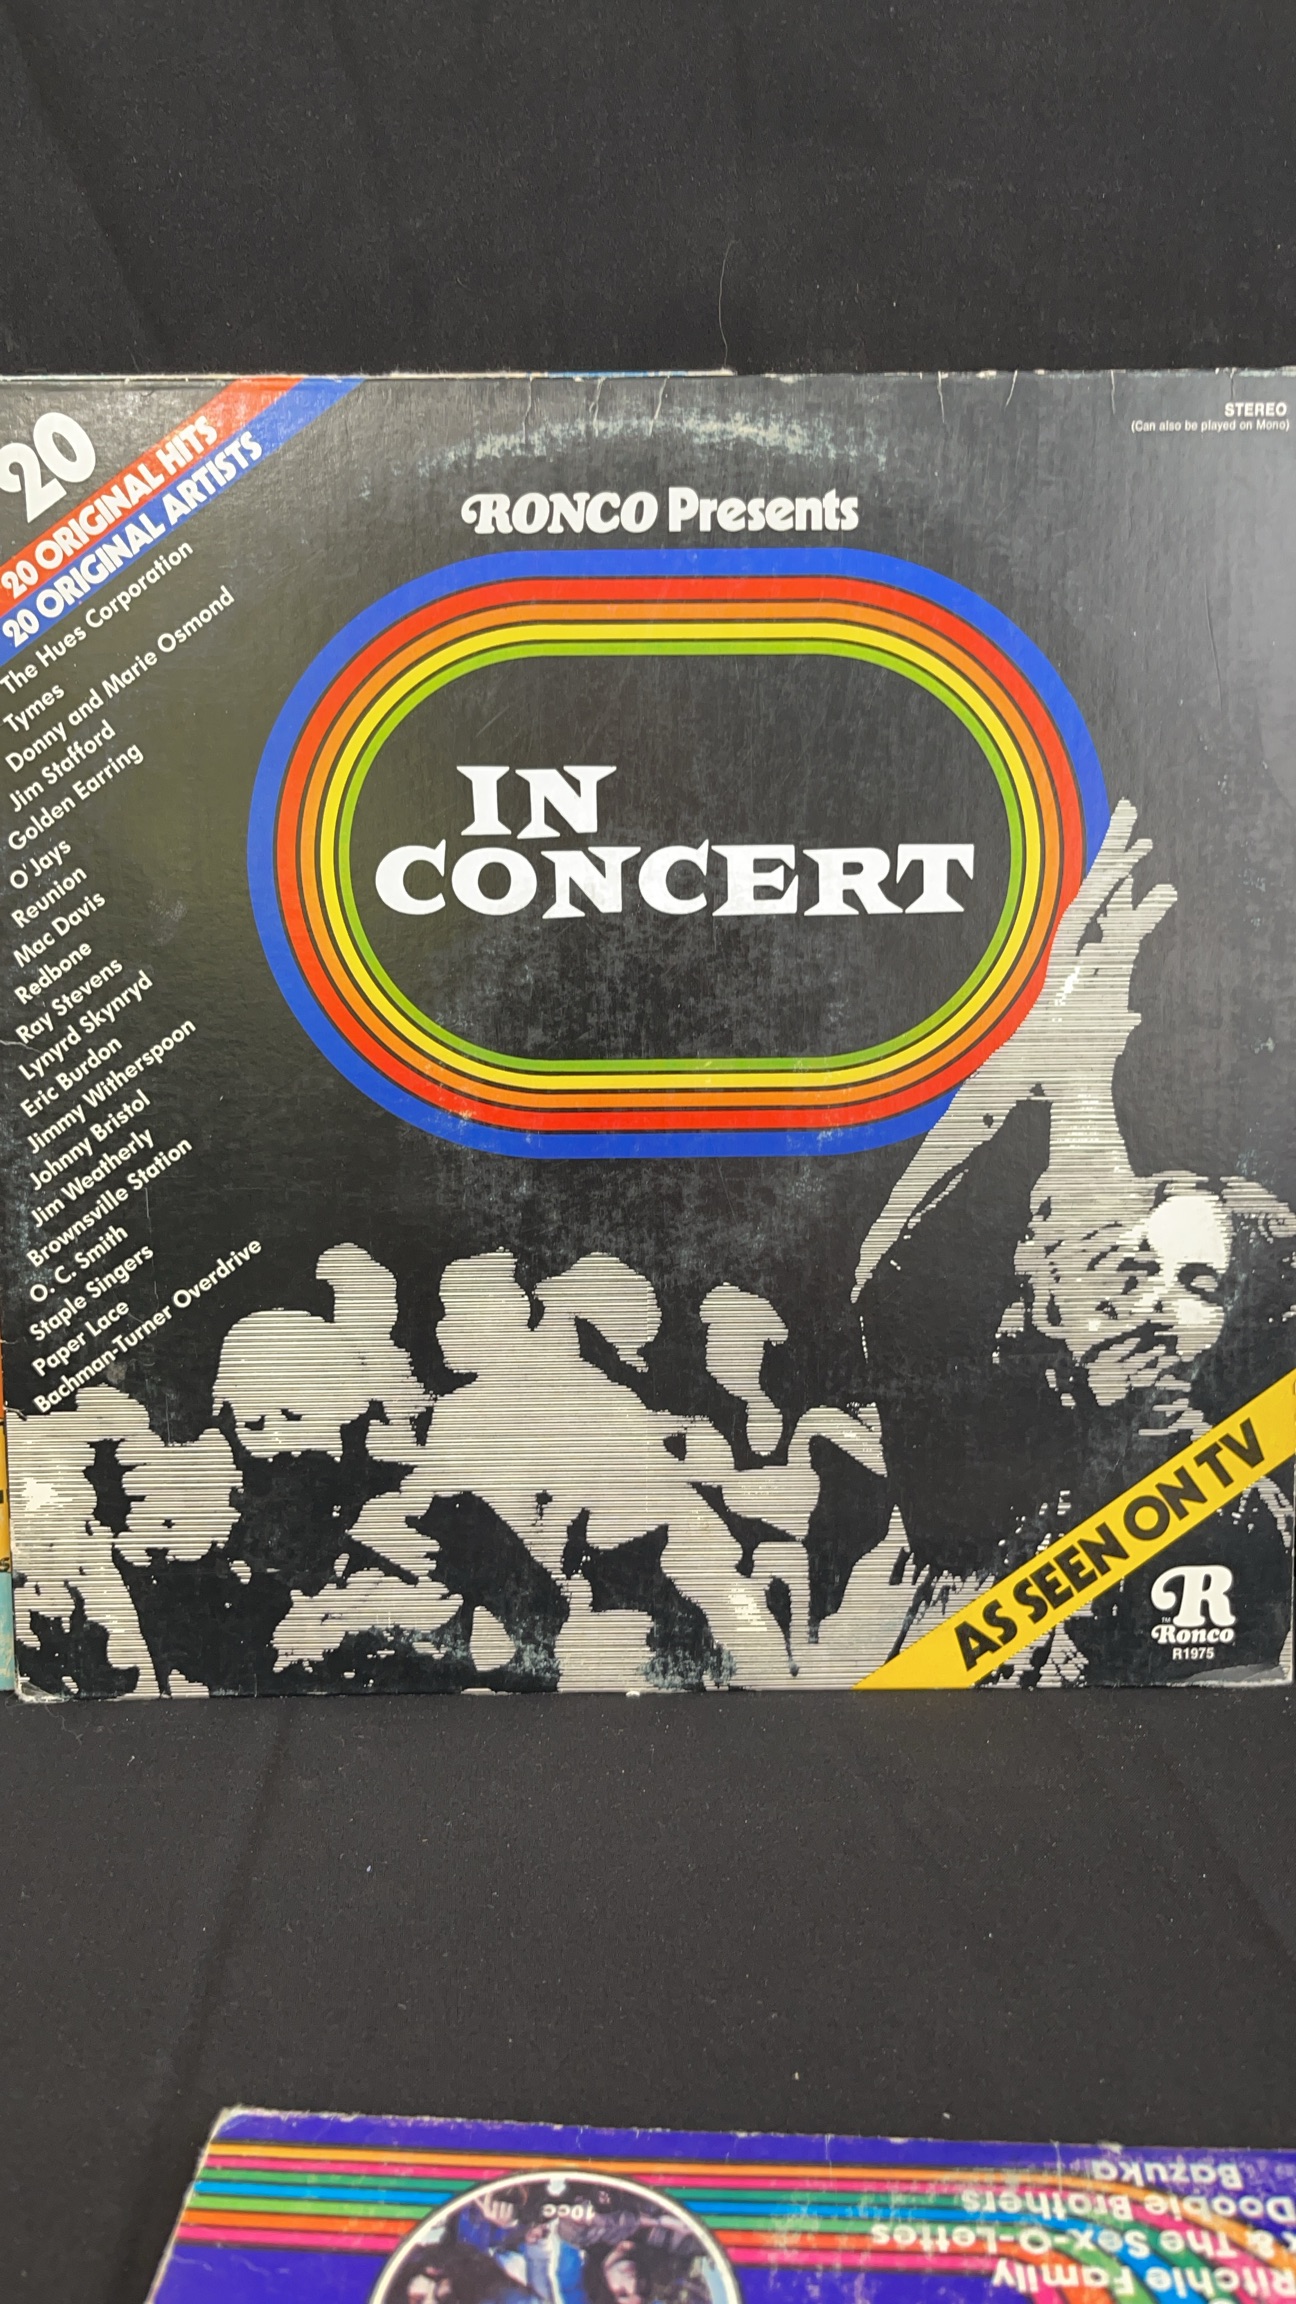 20
20 ORIGINAL HITS
20 ORIGINAL ARTISTS
The Hues Corporation
Tymes
Donny and Marie Osmond
Jim Stafford
Golden Earring
O'Jays
Reunion
Mac Davis
Redbone
Ray Stevens
Lynyrd Skynyrd
Eric Burdon
Jimmy Witherspoon
Johnny Bristol
Jim Weatherly
Brownsville Station
O. C. Smith
Staple Singers
Paper Lace
Bachman-Turner Overdrive
STEREO
(Can also be played on Mono)
RONCO Presents
IN
CONCERT
AS SEEN ON TV
R
TM
Ronco
R1975
Ritchie Family
& The Sex-O-Lettes
Doobie Brothers
Bazuka
10cc